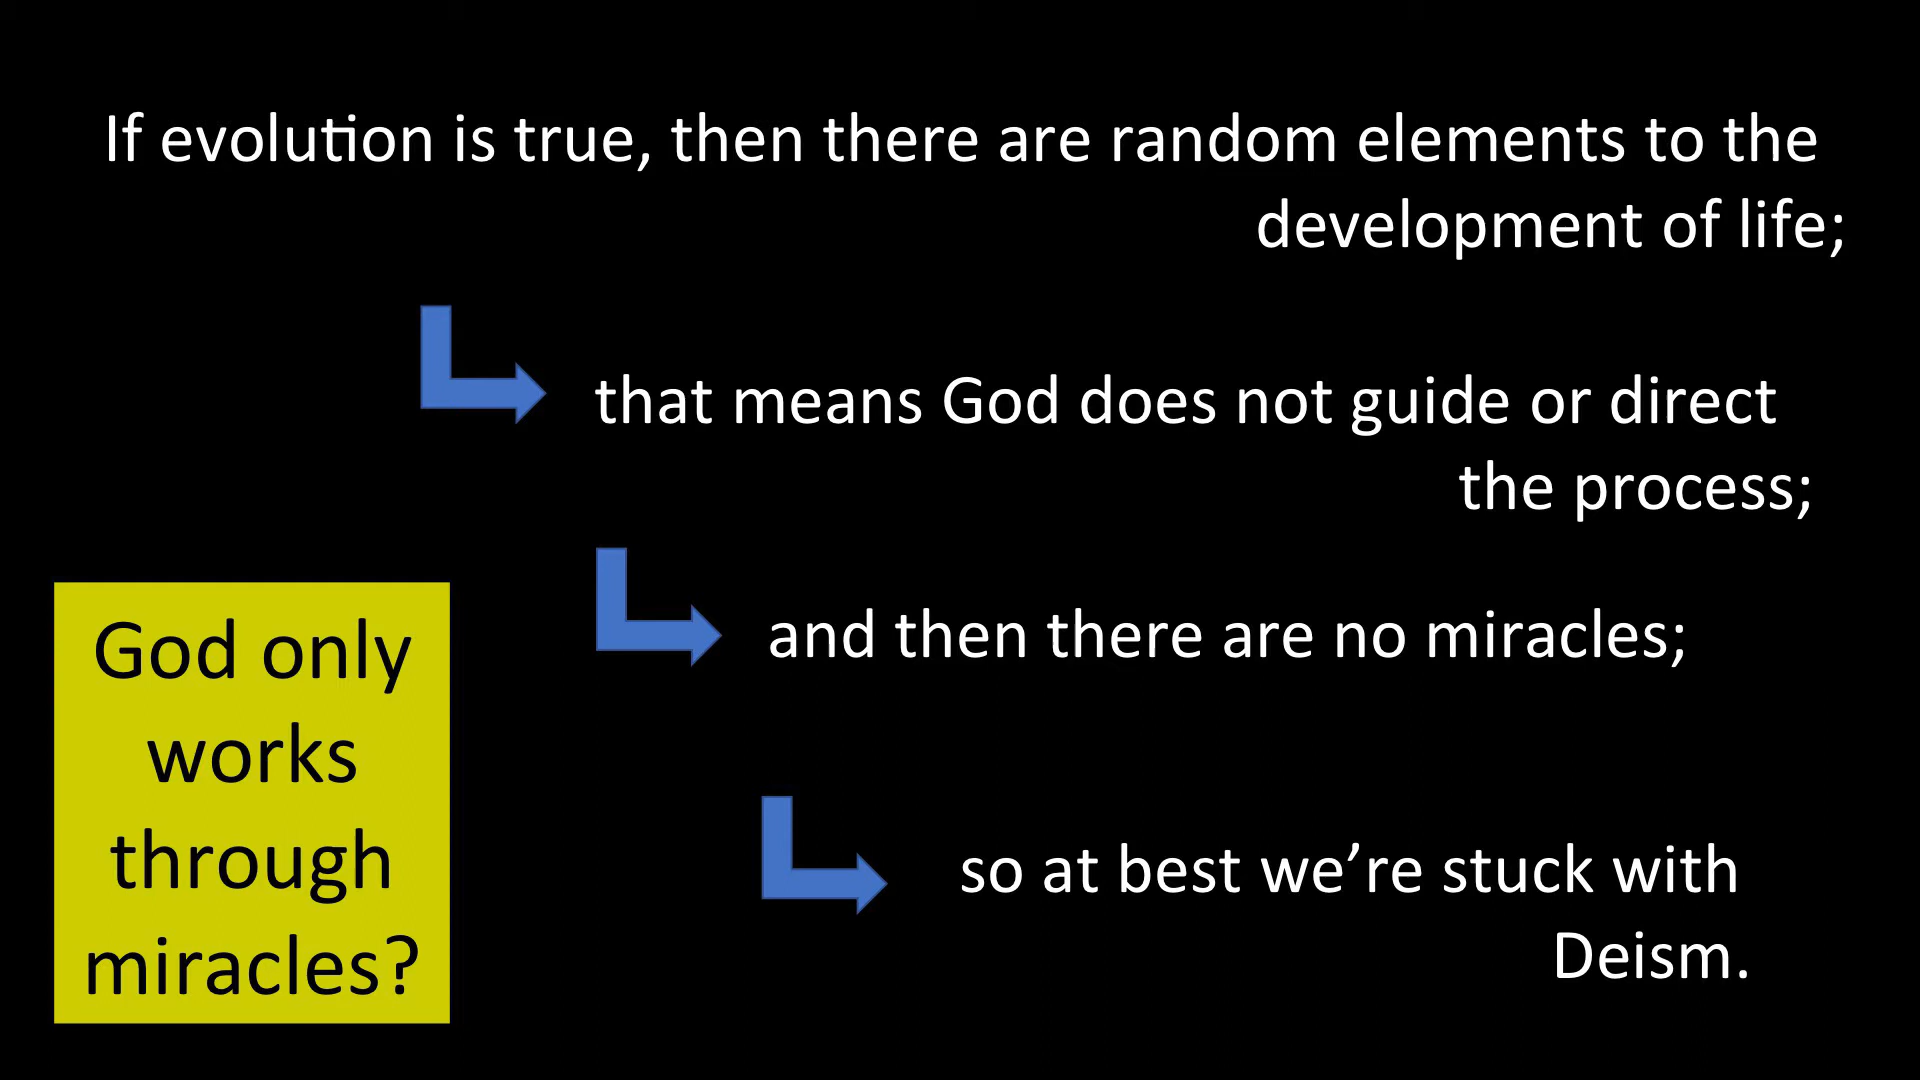 If evolution is true, then there are random elements to the
development of life;
that means God does not guide or direct
the process;
and then there are no miracles;
so at best we’re stuck with
Deism.
God only
works
through
miracles?